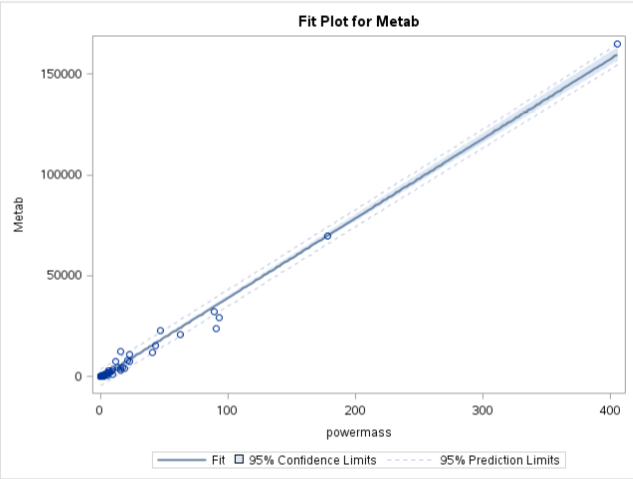 Fit Plot for Metab
150000
100000
50000
0
Metab
0 100 200 300 400
powermass
Fit 95% Confidence Limits 95% Prediction Limits